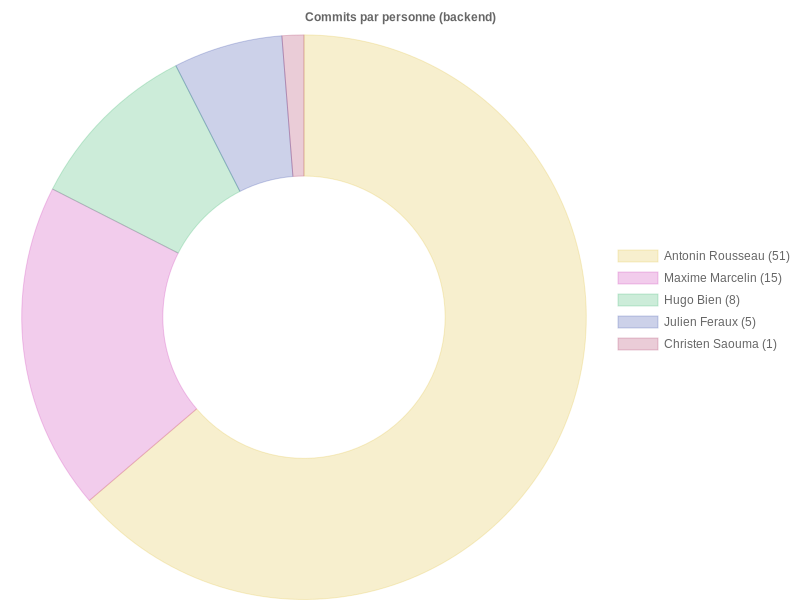 Commits par personne (backend)
Antonin Rousseau (51)
Maxime Marcelin (15)
Hugo Bien (8)
Julien Feraux (5)
Christen Saouma (1)